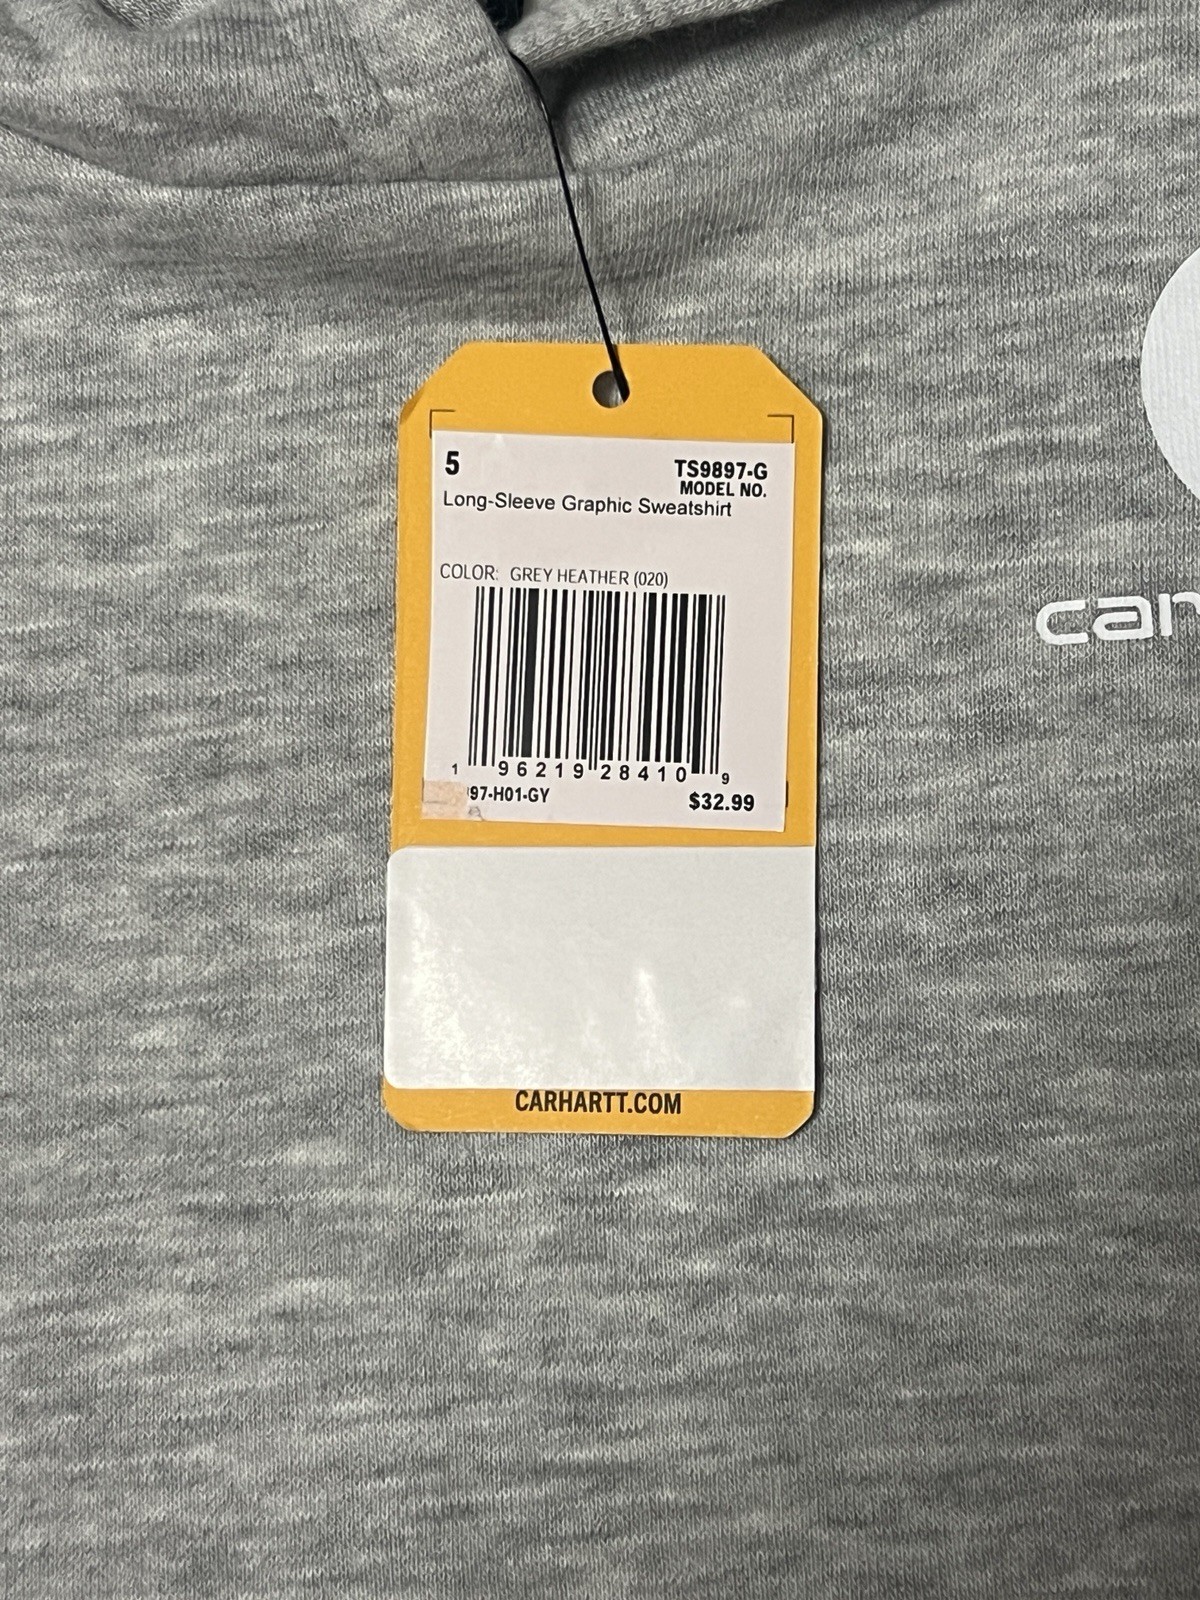 5
TS9897-G
MODEL NO.
Long-Sleeve Graphic Sweatshirt
COLOR: GREY HEATHER (020)
1 96219 28410 9
97-H01-GY
$32.99
CARHARTT.COM
car